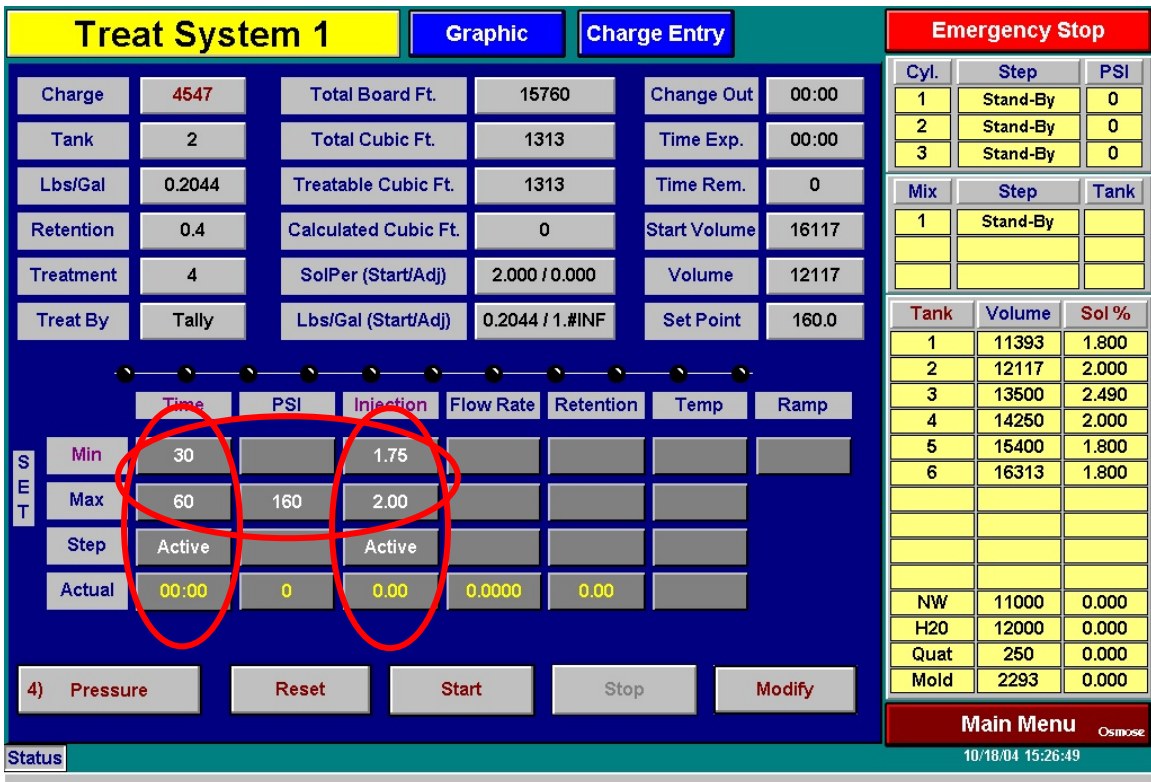 Treat System 1 Graphic Charge Entry Emergency Stop
Charge 4547 Total Board Ft. 15760 Change Out 00:00
Tank 2 Total Cubic Ft. 1313 Time Exp. 00:00
Lbs/Gal 0.2044 Treatable Cubic Ft. 1313 Time Rem. 0
Retention 0.4 Calculated Cubic Ft. 0 Start Volume 16117
Treatment 4 SolPer (Start/Adj) 2.000 / 0.000 Volume 12117
Treat By Tally Lbs/Gal (Start/Adj) 0.2044 / 1.#INF Set Point 160.0
Time PSI Injection Flow Rate Retention Temp Ramp
SET
Min 30 1.75
Max 60 160 2.00
Step Active Active
Actual 00:00 0 0.00 0.0000 0.00
4) Pressure Reset Start Stop Modify
Status
Cyl. Step PSI
1 Stand-By 0
2 Stand-By 0
3 Stand-By 0
Mix Step Tank
1 Stand-By
Tank Volume Sol %
1 11393 1.800
2 12117 2.000
3 13500 2.490
4 14250 2.000
5 15400 1.800
6 16313 1.800
NW 11000 0.000
H20 12000 0.000
Quat 250 0.000
Mold 2293 0.000
Main Menu Osmose
10/18/04 15:26:49